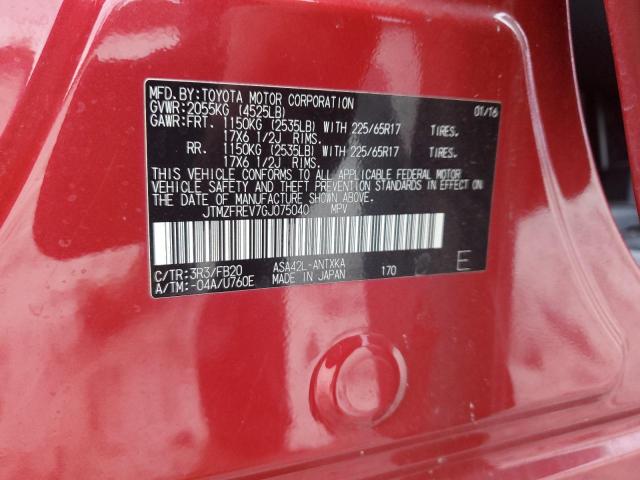 MFD. BY: TOYOTA MOTOR CORPORATION 01/16
GVWR: 2055KG (4525LB)
GAWR: FRT. 1150KG (2535LB) WITH 225/65R17 TIRES.
17X6 1/2J RIMS.
RR. 1150KG (2535LB) WITH 225/65R17 TIRES.
17X6 1/2J RIMS.
THIS VEHICLE CONFORMS TO ALL APPLICABLE FEDERAL MOTOR
VEHICLE SAFETY AND THEFT PREVENTION STANDARDS IN EFFECT ON
THE DATE OF MANUFACTURE SHOWN ABOVE.
JTMZFREV7GJ075040 MPV
C/TR: 3R3/FB20 ASA42L-ANTXKA
A/TM: -04A/U760E MADE IN JAPAN 170 E